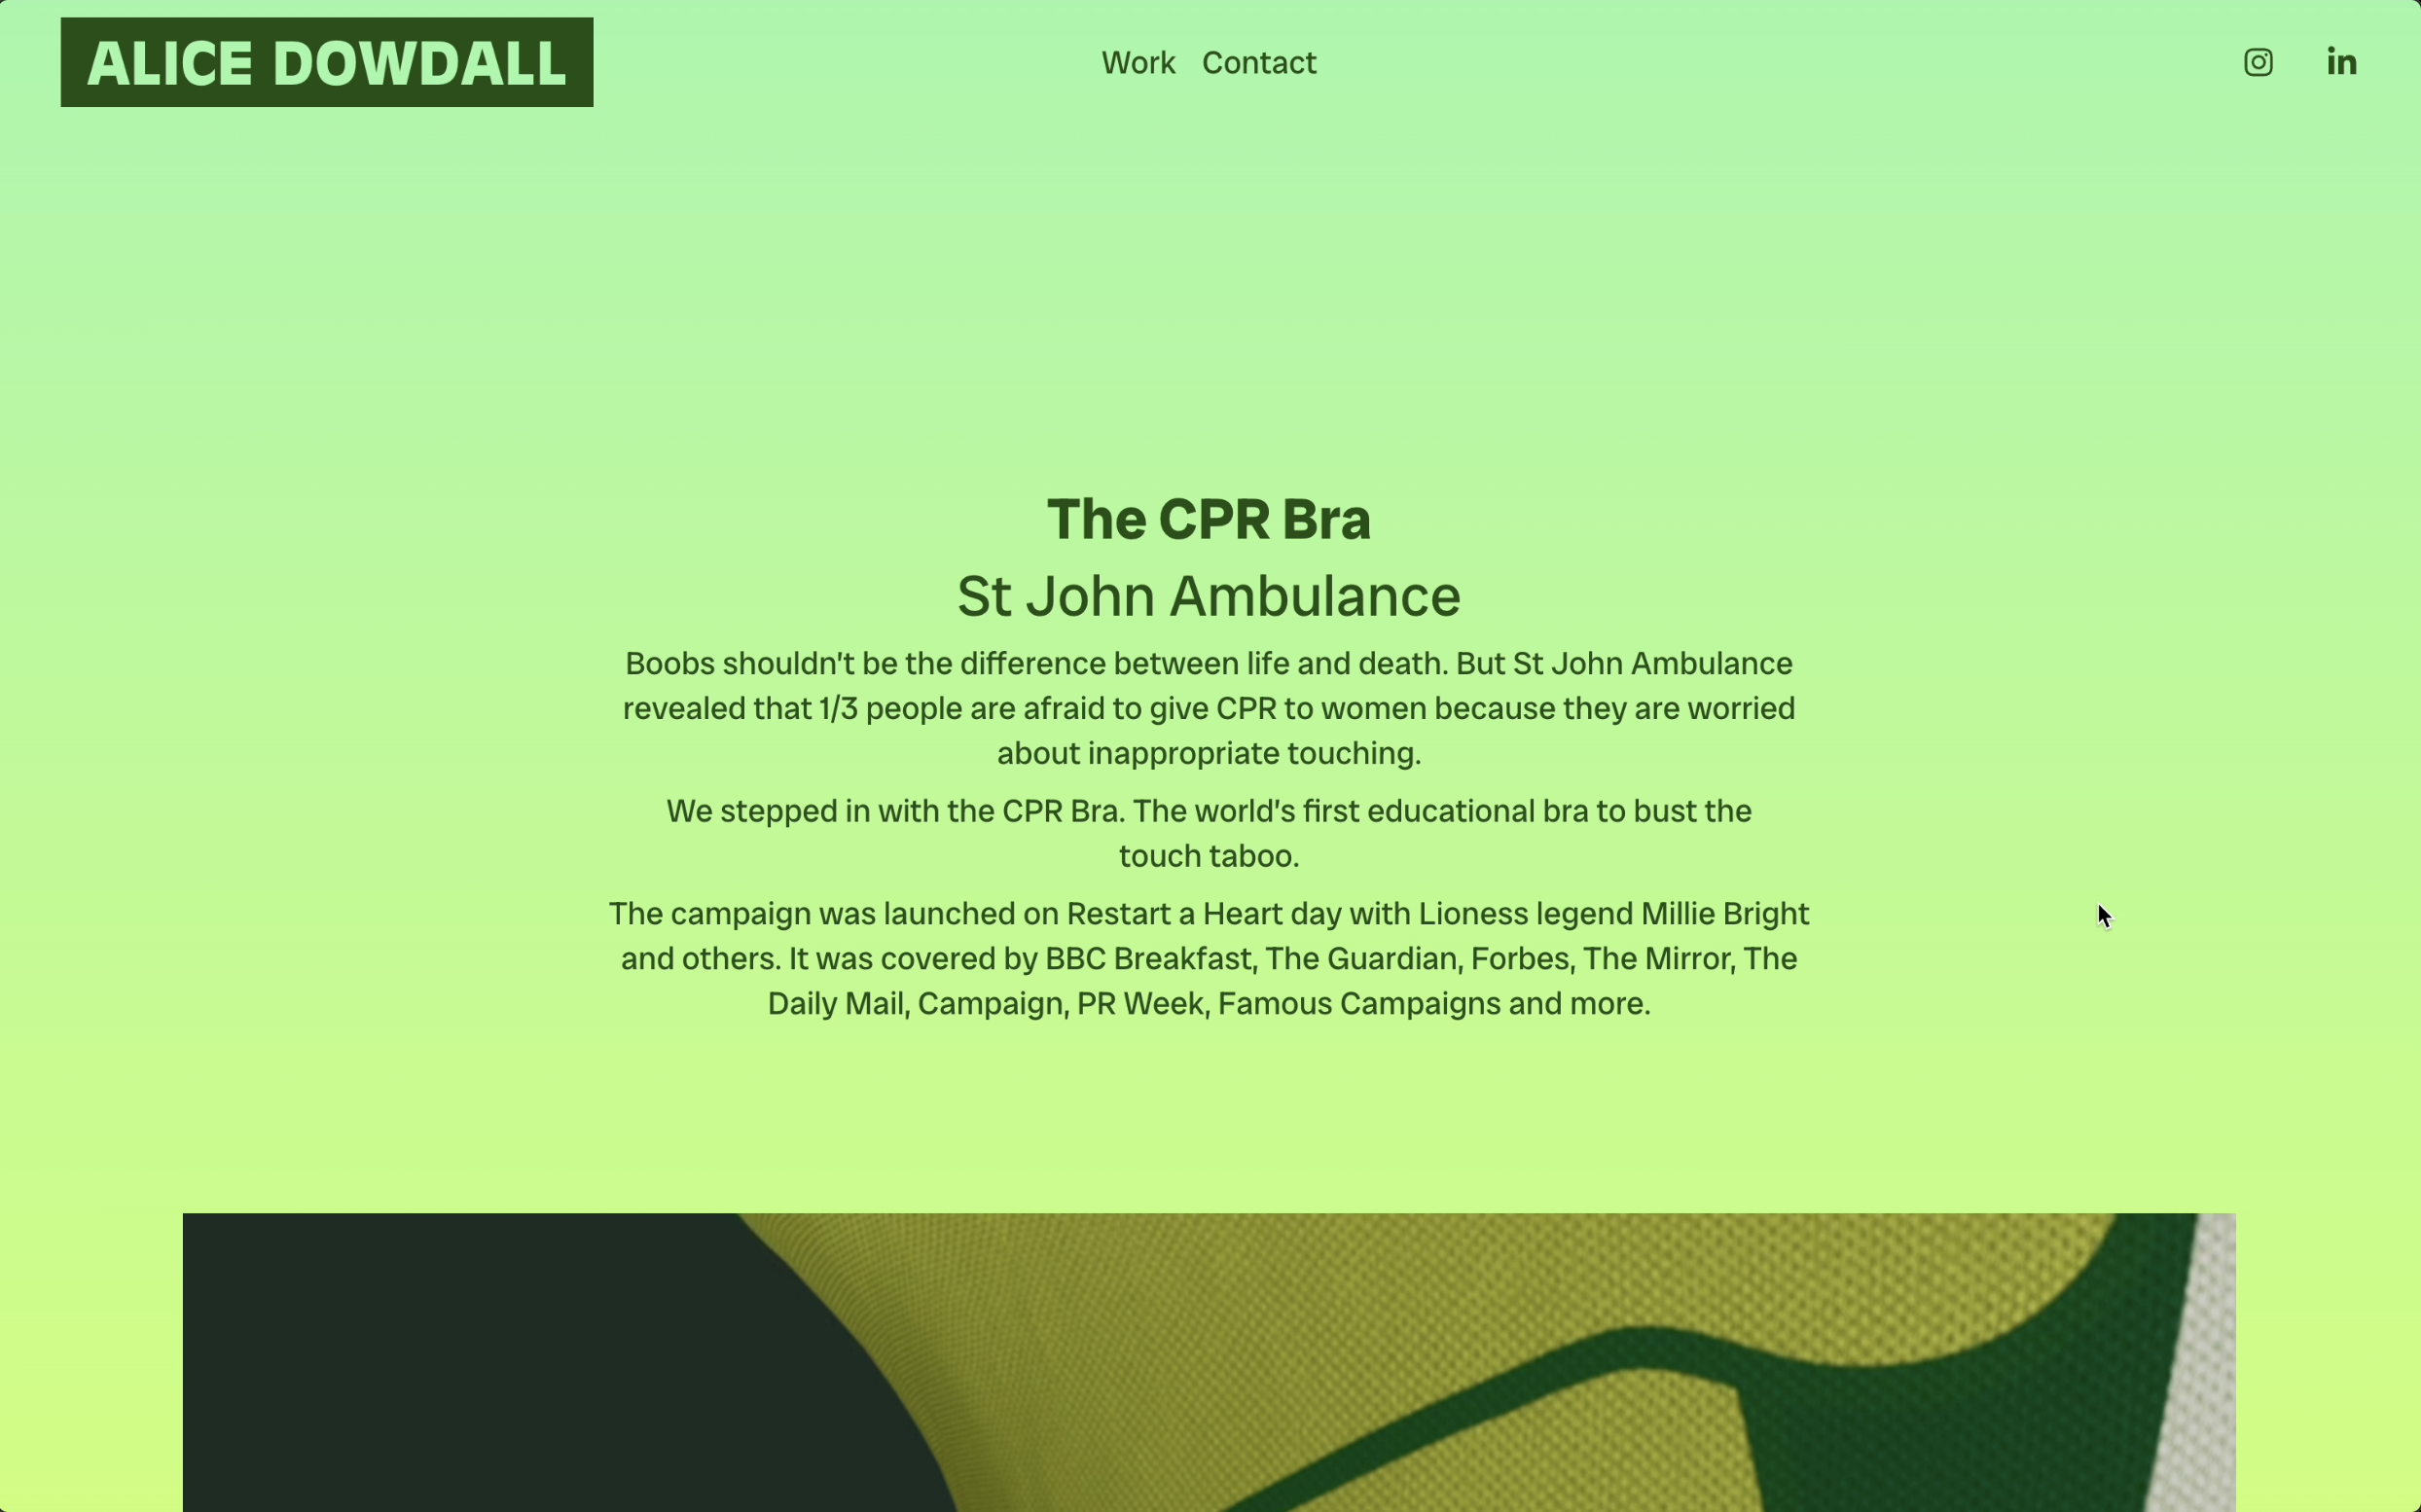 ALICE DOWDALL
Work Contact
in
The CPR Bra
St John Ambulance
Boobs shouldn't be the difference between life and death. But St John Ambulance
revealed that 1/3 people are afraid to give CPR to women because they are worried
about inappropriate touching.
We stepped in with the CPR Bra. The world's first educational bra to bust the
touch taboo.
The campaign was launched on Restart a Heart day with Lioness legend Millie Bright
and others. It was covered by BBC Breakfast, The Guardian, Forbes, The Mirror, The
Daily Mail, Campaign, PR Week, Famous Campaigns and more.